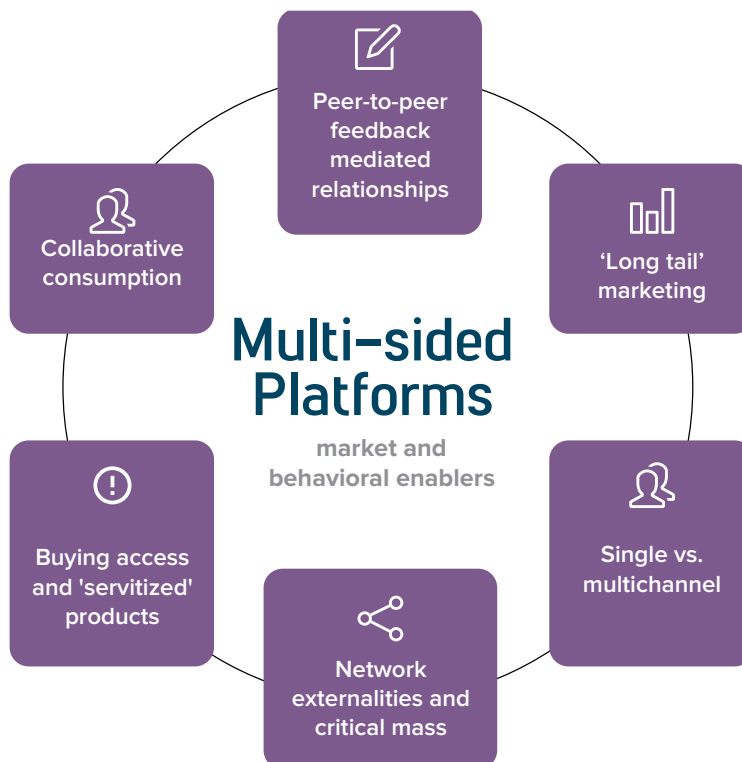 Peer-to-peer
feedback
mediated
relationships
‘Long tail’
marketing
Single vs.
multichannel
Network
externalities and
critical mass
Buying access
and 'servitized'
products
Collaborative
consumption
Multi–sided
Platforms
market and
behavioral enablers